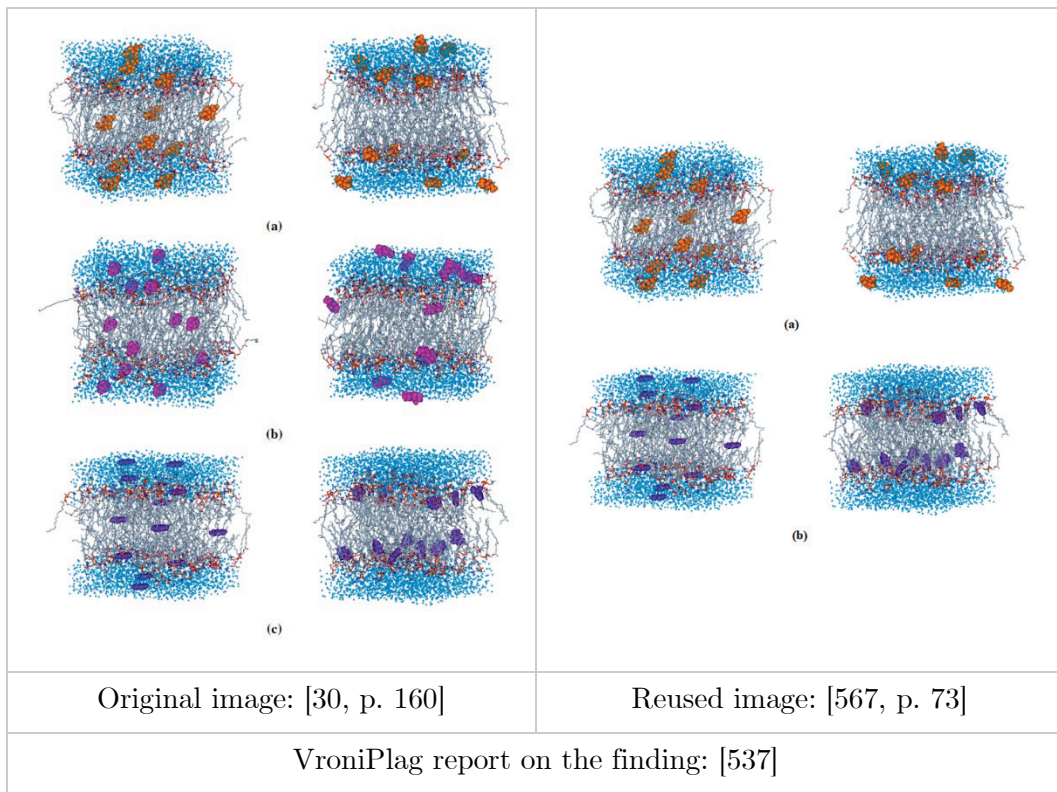 (a)
(b)
(c)
(a)
(b)
Original image: [30, p. 160]
Reused image: [567, p. 73]
VroniPlag report on the finding: [537]